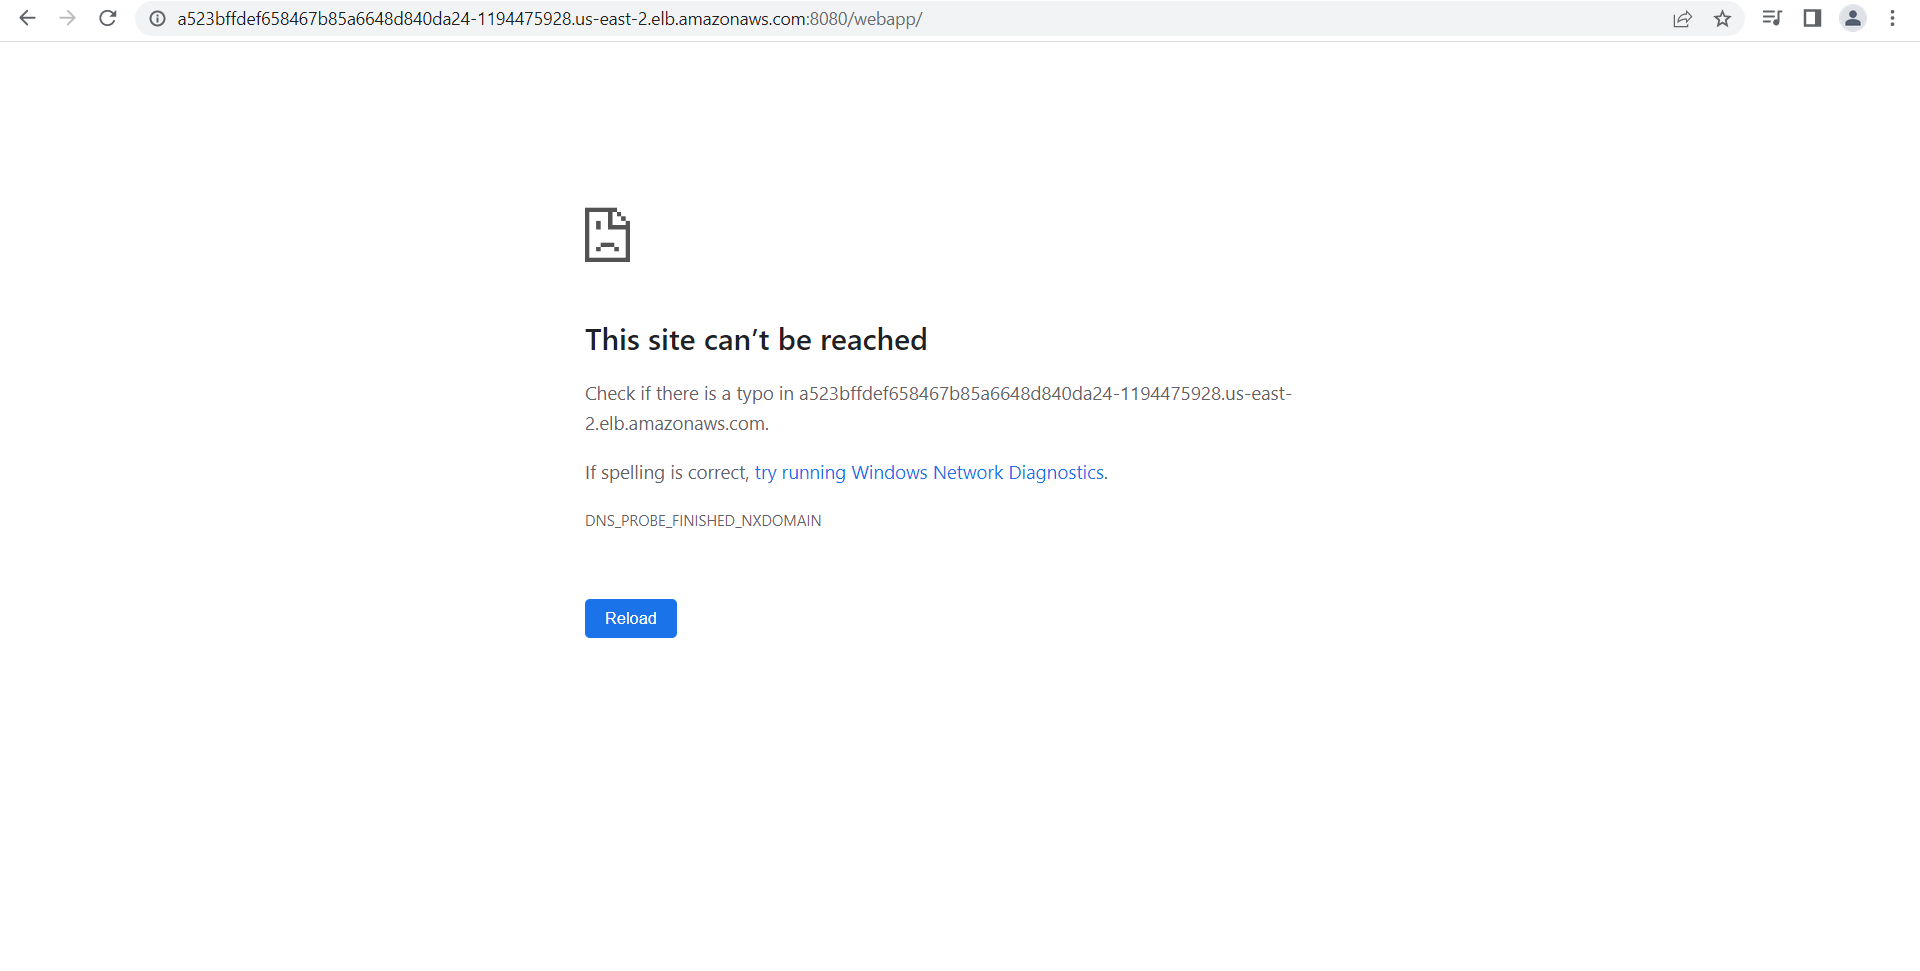 a523bffdef658467b85a6648d840da24-1194475928.us-east-2.elb.amazonaws.com:8080/webapp/
This site can’t be reached
Check if there is a typo in a523bffdef658467b85a6648d840da24-1194475928.us-east-
2.elb.amazonaws.com.
If spelling is correct, try running Windows Network Diagnostics.
DNS_PROBE_FINISHED_NXDOMAIN
Reload